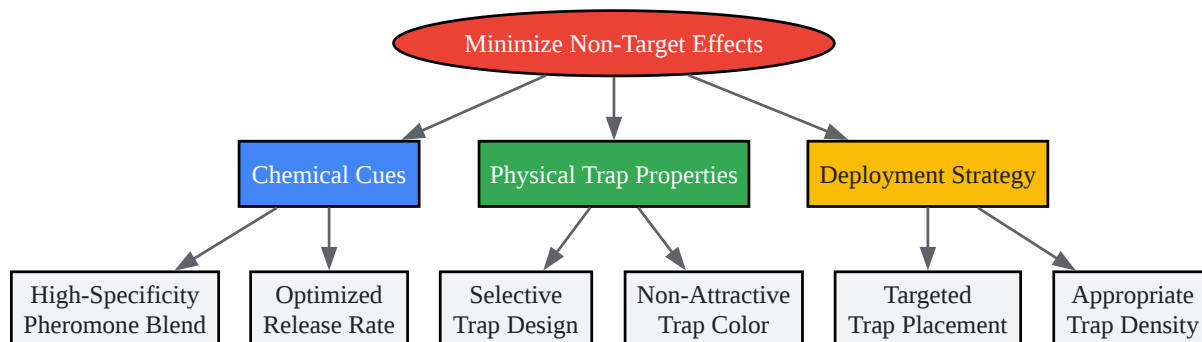 Minimize Non-Target Effects
Chemical Cues
Physical Trap Properties
Deployment Strategy
High-Specificity
Pheromone Blend
Optimized
Release Rate
Selective
Trap Design
Non-Attractive
Trap Color
Targeted
Trap Placement
Appropriate
Trap Density